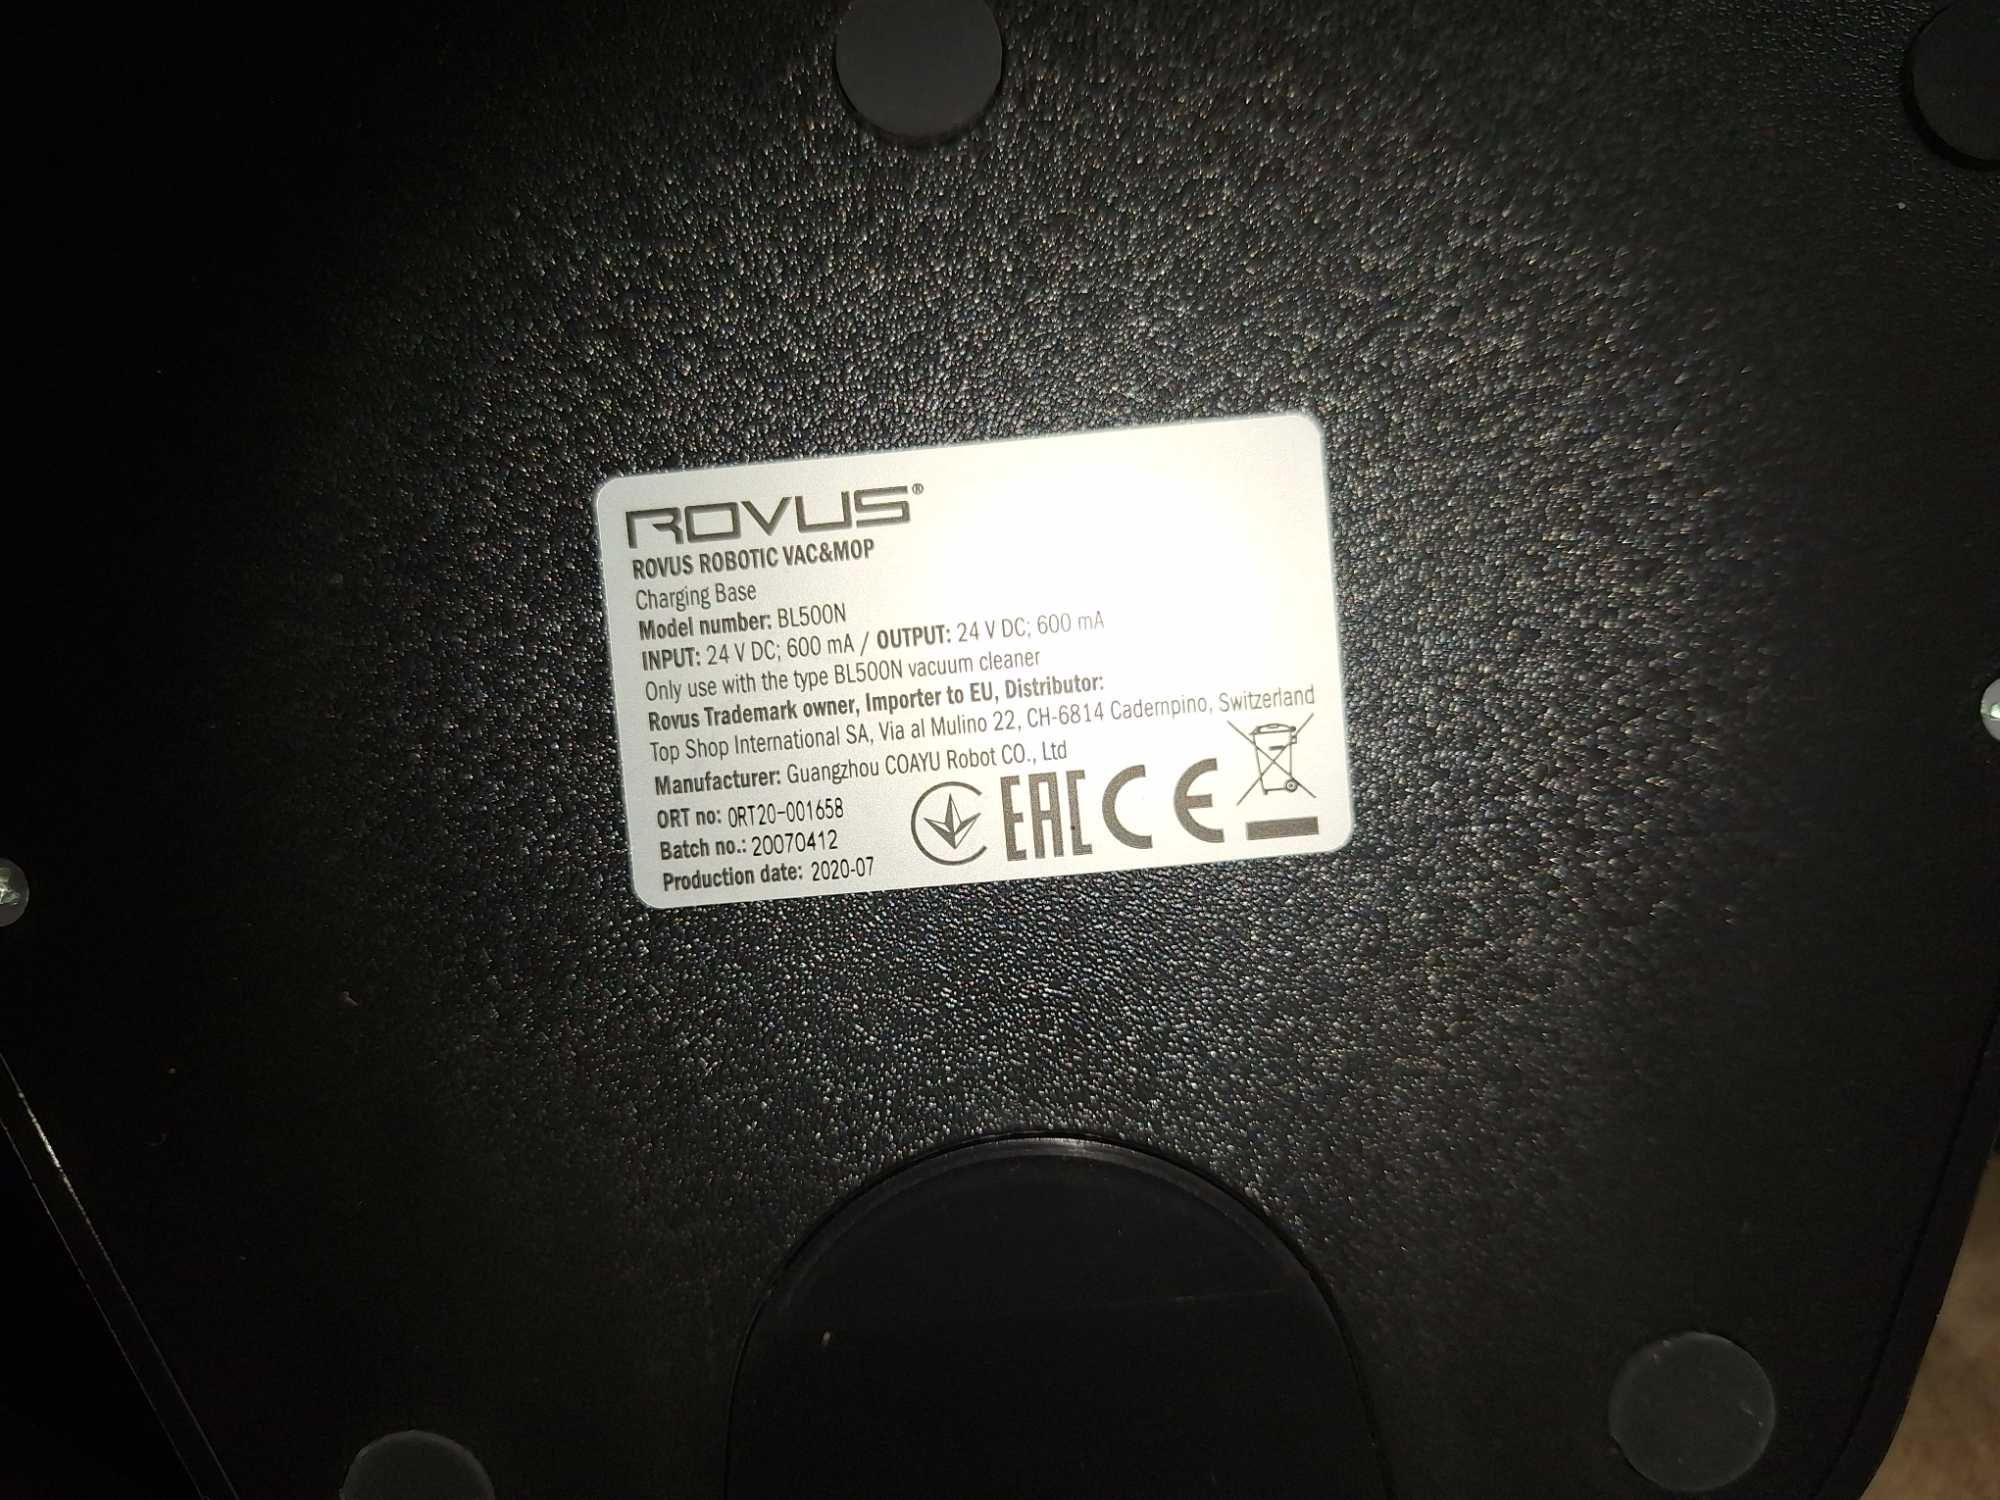 ROVUS®
ROVUS ROBOTIC VAC&MOP
Charging Base
Model number: BL500N
INPUT: 24 V DC; 600 mA / OUTPUT: 24 V DC; 600 mA
Only use with the type BL500N vacuum cleaner
Rovus Trademark owner, Importer to EU, Distributor:
Top Shop International SA, Via al Mulino 22, CH-6814 Cadempino, Switzerland
Manufacturer: Guangzhou COAYU Robot CO., Ltd
ORT no: ORT20-001658
Batch no.: 20070412
Production date: 2020-07
EAC CE